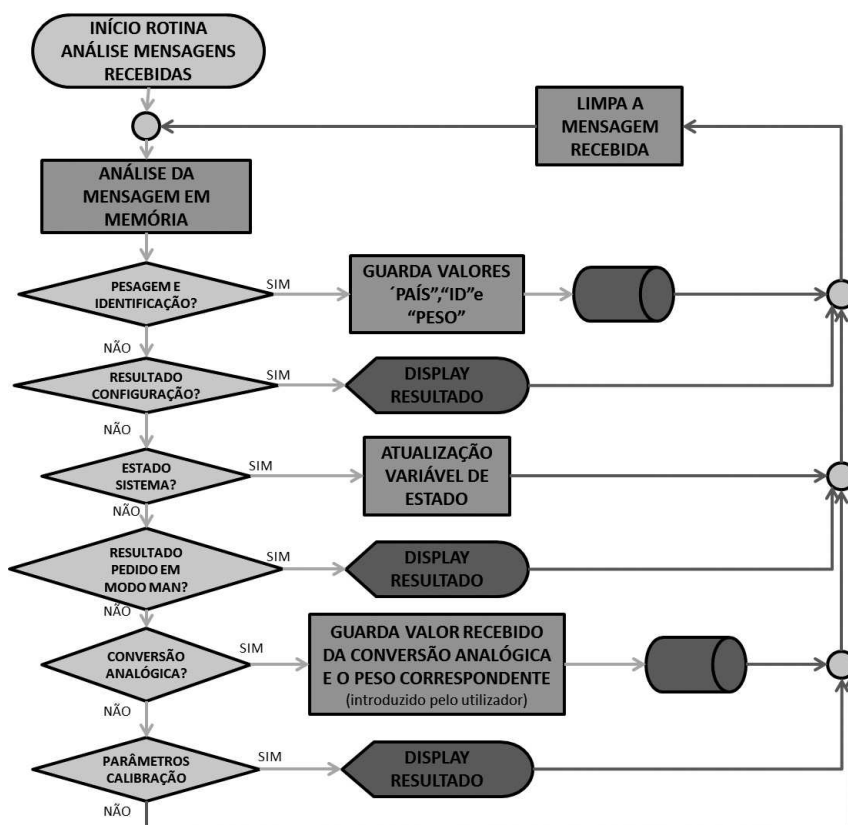 INÍCIO ROTINA
ANÁLISE MENSAGENS
RECEBIDAS
LIMPA A
MENSAGEM
RECEBIDA
ANÁLISE DA
MENSAGEM EM
MEMÓRIA
PESAGEM E
IDENTIFICAÇÃO?
SIM
GUARDA VALORES
´PAÍS”,“ID”e
“PESO”
NÃO
RESULTADO
CONFIGURAÇÃO?
SIM
DISPLAY
RESULTADO
NÃO
ESTADO
SISTEMA?
SIM
ATUALIZAÇÃO
VARIÁVEL DE
ESTADO
NÃO
RESULTADO
PEDIDO EM
MODO MAN?
SIM
DISPLAY
RESULTADO
NÃO
CONVERSÃO
ANALÓGICA?
SIM
GUARDA VALOR RECEBIDO
DA CONVERSÃO ANALÓGICA
E O PESO CORRESPONDENTE
(introduzido pelo utilizador)
NÃO
PARÂMETROS
CALIBRAÇÃO
SIM
DISPLAY
RESULTADO
NÃO